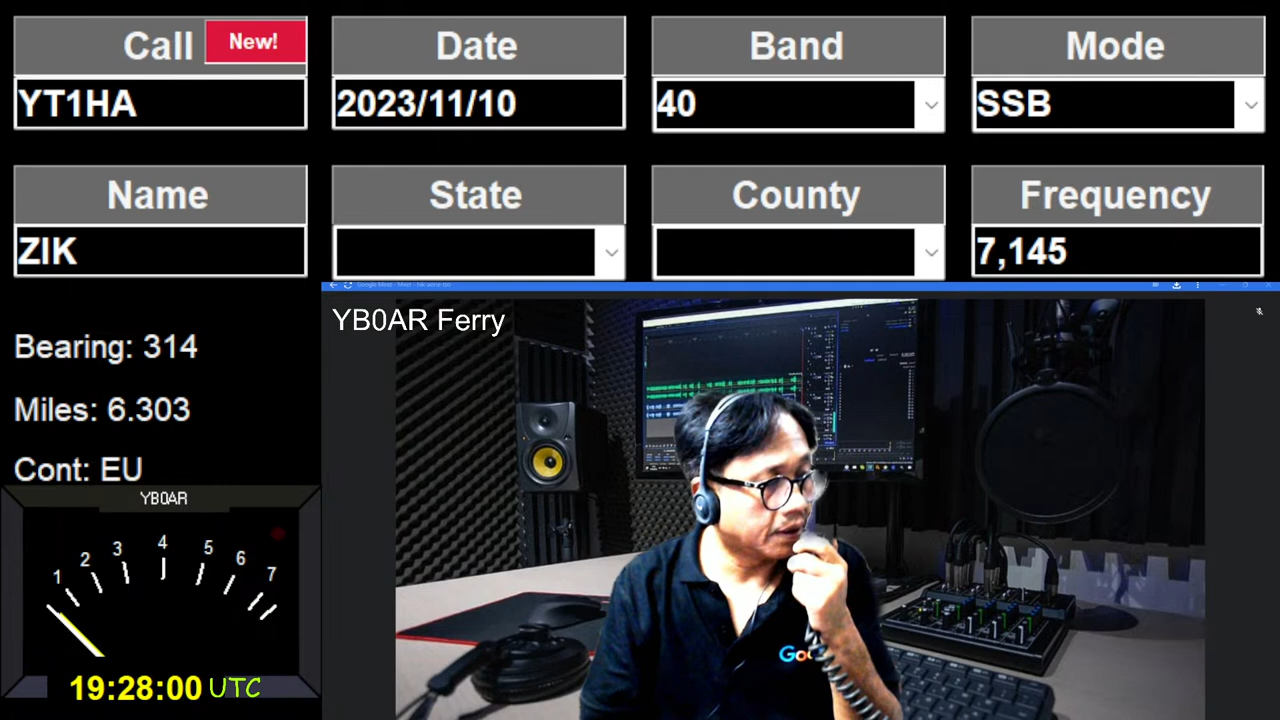 Call New! Date Band Mode
YT1HA 2023/11/10 40 SSB
Name State County Frequency
ZIK 7,145
YB0AR Ferry
Bearing: 314
Miles: 6.303
Cont: EU
YB0AR
1 2 3 4 5 6 7
19:28:00 UTC
Goo